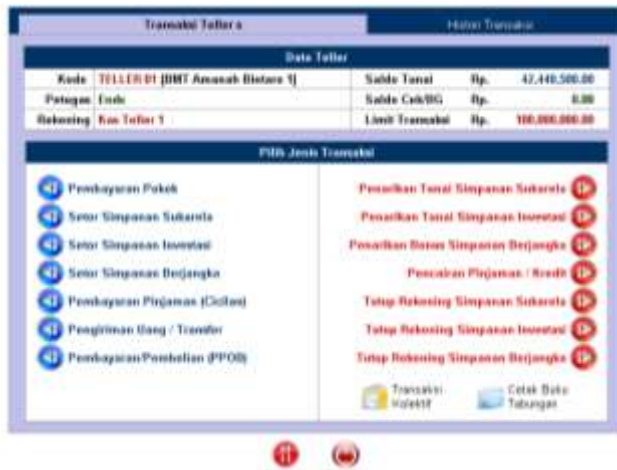 Transaksi Teller s
Histori Transaksi
Data Teller
Kode TELLER 01 [BMT Amanah Bintaro 1] Saldo Tunai Rp. 42,440,500.00
Petugas Endo Saldo Cek/BG Rp. 0.00
Rekening Kas Teller 1 Limit Transaksi Rp. 100,000,000.00
Pilih Jenis Transaksi
Pembayaran Pokok
Setor Simpanan Sukarela
Setor Simpanan Investasi
Setor Simpanan Berjangka
Pembayaran Pinjaman (Cicilan)
Pengiriman Uang / Transfer
Pembayaran/Pembelian (PPOB)
Penarikan Tunai Simpanan Sukarela
Penarikan Tunai Simpanan Investasi
Penarikan Bonus Simpanan Berjangka
Pencairan Pinjaman / Kredit
Tutup Rekening Simpanan Sukarela
Tutup Rekening Simpanan Investasi
Tutup Rekening Simpanan Berjangka
Transaksi
Kolektif
Cetak Buku
Tabungan